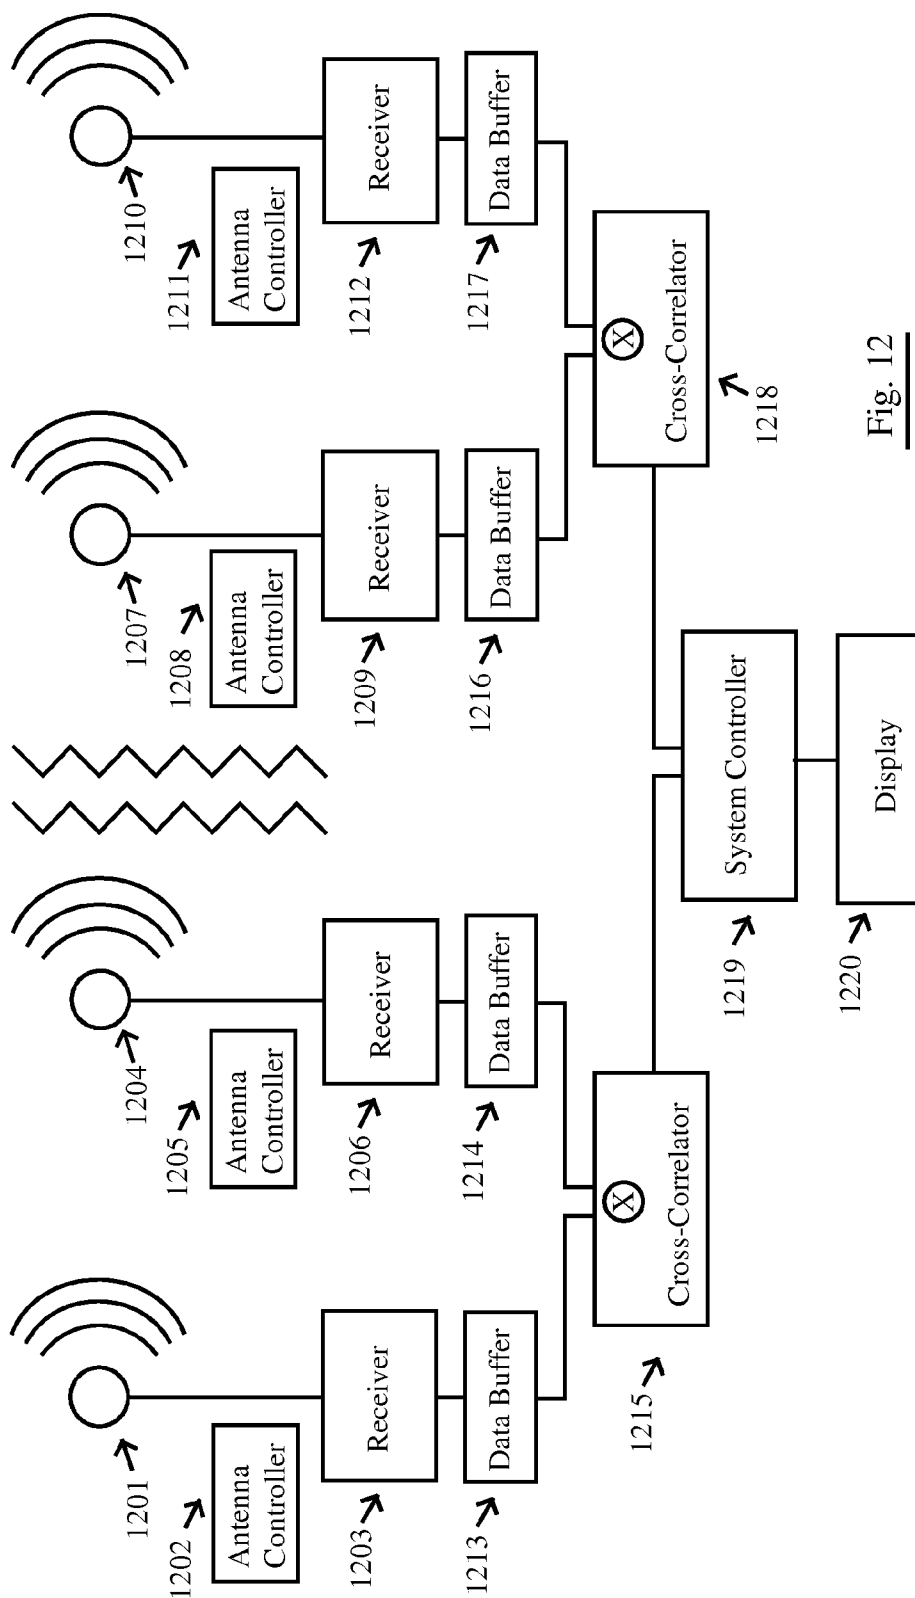 1201
1204
1207
1210
1202
Antenna
Controller
1205
Antenna
Controller
1208
Antenna
Controller
1211
Antenna
Controller
1203
Receiver
1206
Receiver
1209
Receiver
1212
Receiver
1213
Data Buffer
1214
Data Buffer
1216
Data Buffer
1217
Data Buffer
X
X
1215
Cross-Correlator
Cross-Correlator
1218
1219
System Controller
1220
Display
Fig. 12